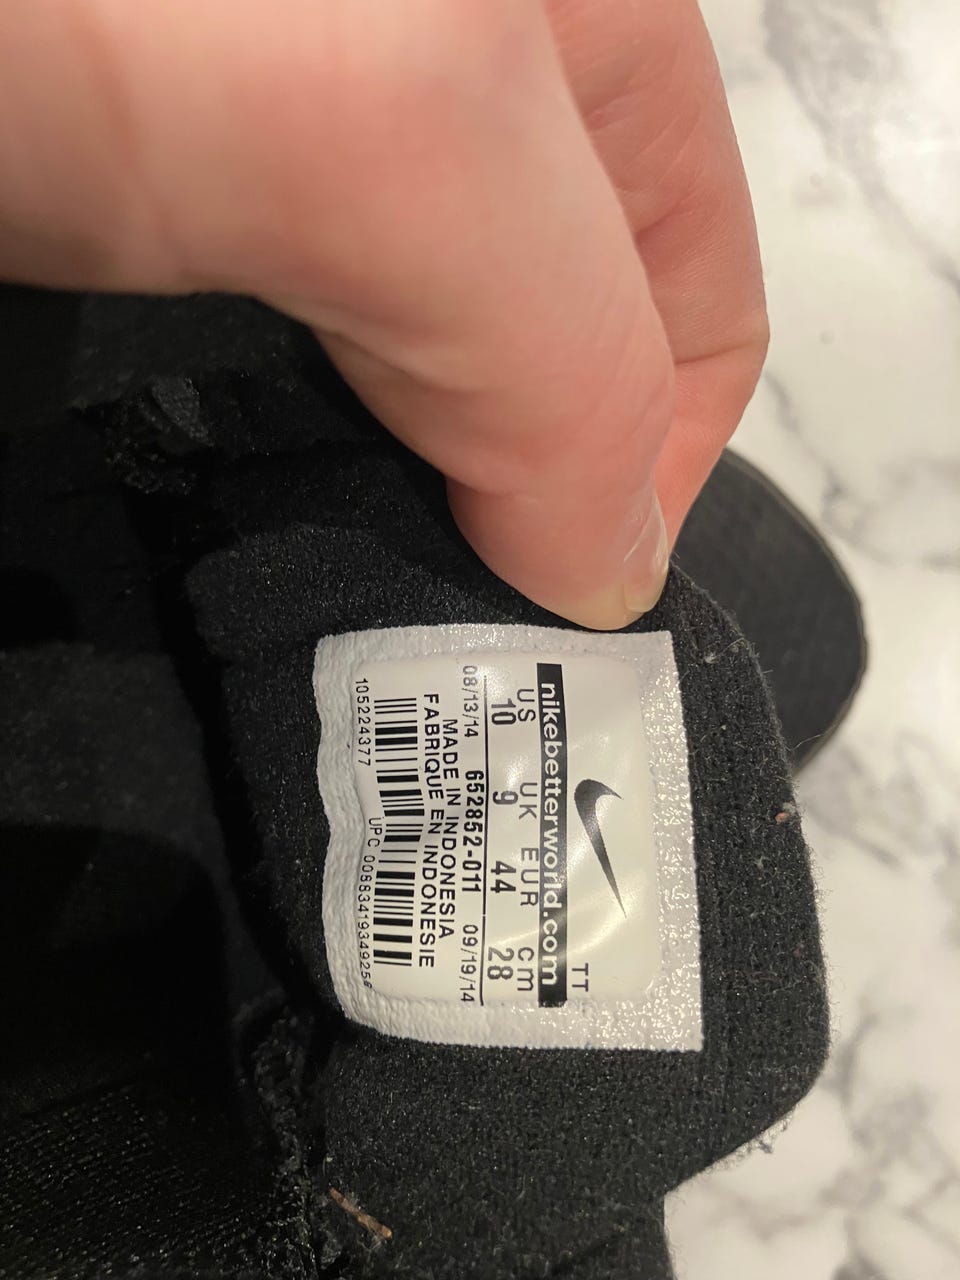 TT
nikebetterworld.com
US UK EUR cm
10 9 44 28
08/13/14 652852-011 09/19/14
MADE IN INDONESIA
FABRIQUE EN INDONESIE
105224377 UPC 00883419349256